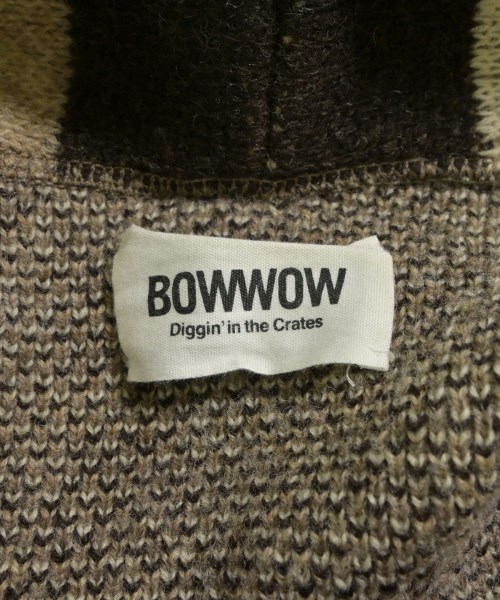 BOWWOW
Diggin' in the Crates